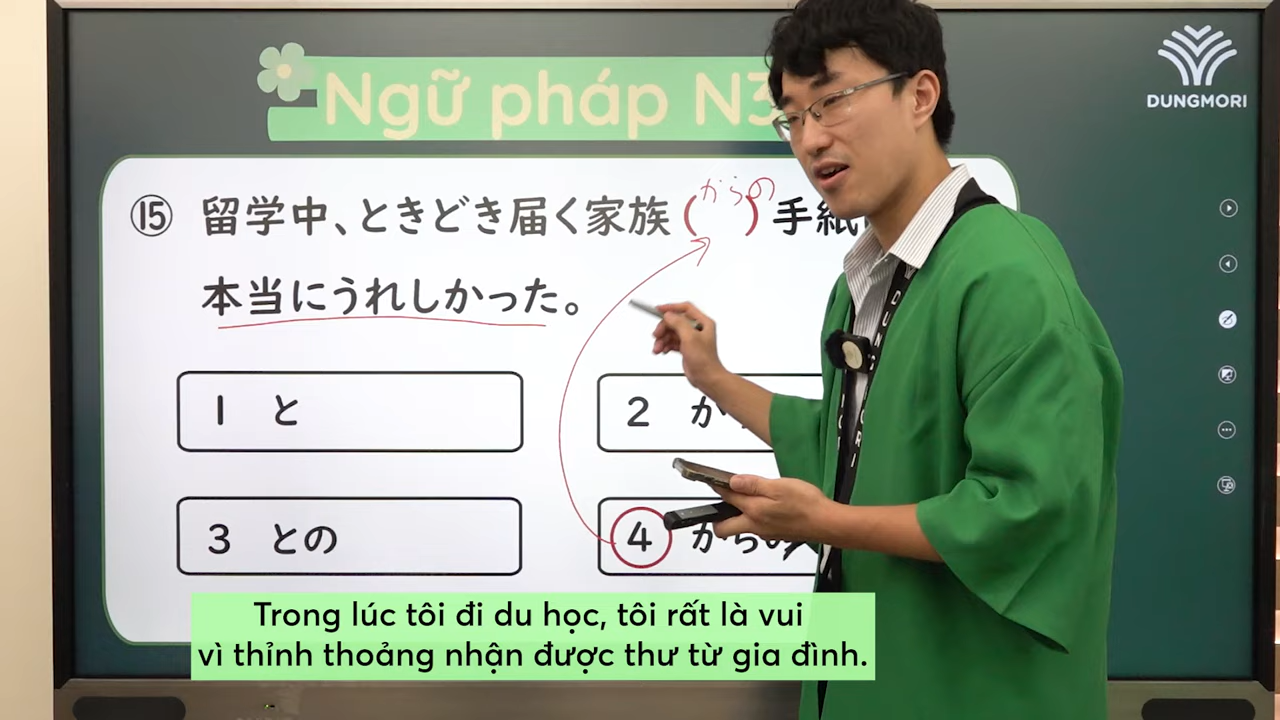 Ngữ pháp N3
DUNGMORI
からの
⑮ 留学中、ときどき届く家族 ( ) 手紙
本当にうれしかった。
1 と
2 か
3 との
4 からの
Trong lúc tôi đi du học, tôi rất là vui
vì thỉnh thoảng nhận được thư từ gia đình.